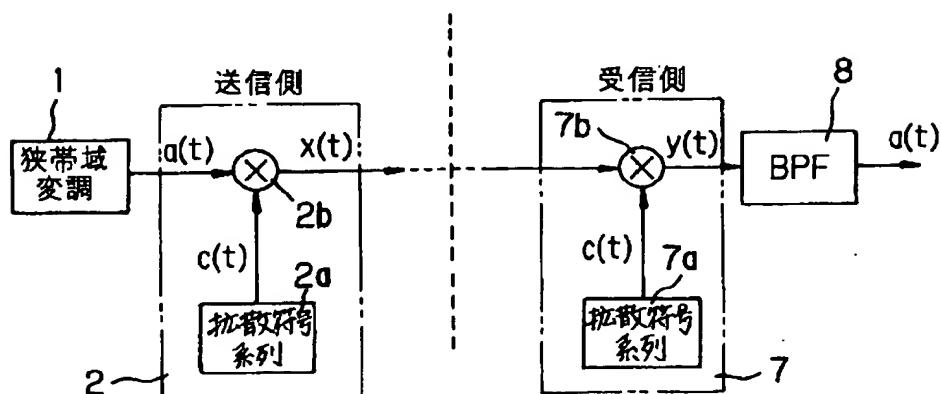 送信側
受信側
1
8
狭帯域
変調
a(t)
x(t)
2b
7b
y(t)
BPF
a(t)
c(t)
2a
拡散符号
系列
2
c(t)
7a
拡散符号
系列
7